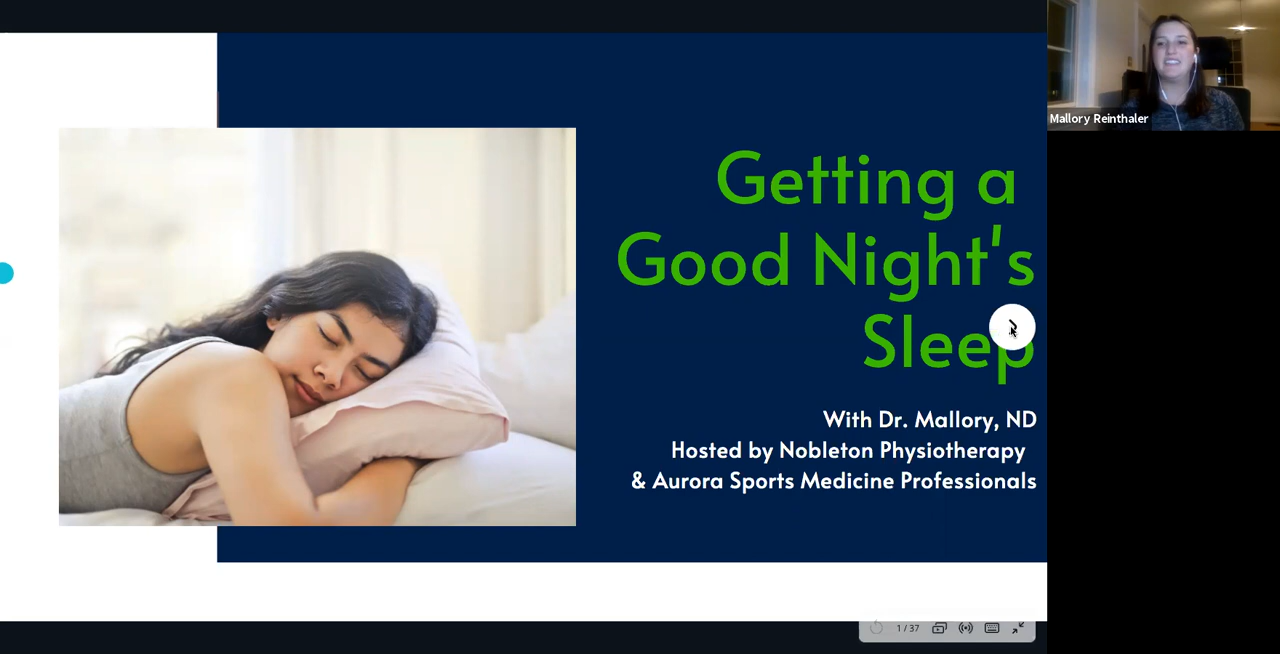 Getting a
Good Night's
Sleep
With Dr. Mallory, ND
Hosted by Nobleton Physiotherapy
& Aurora Sports Medicine Professionals
Mallory Reinthaler
1 / 37